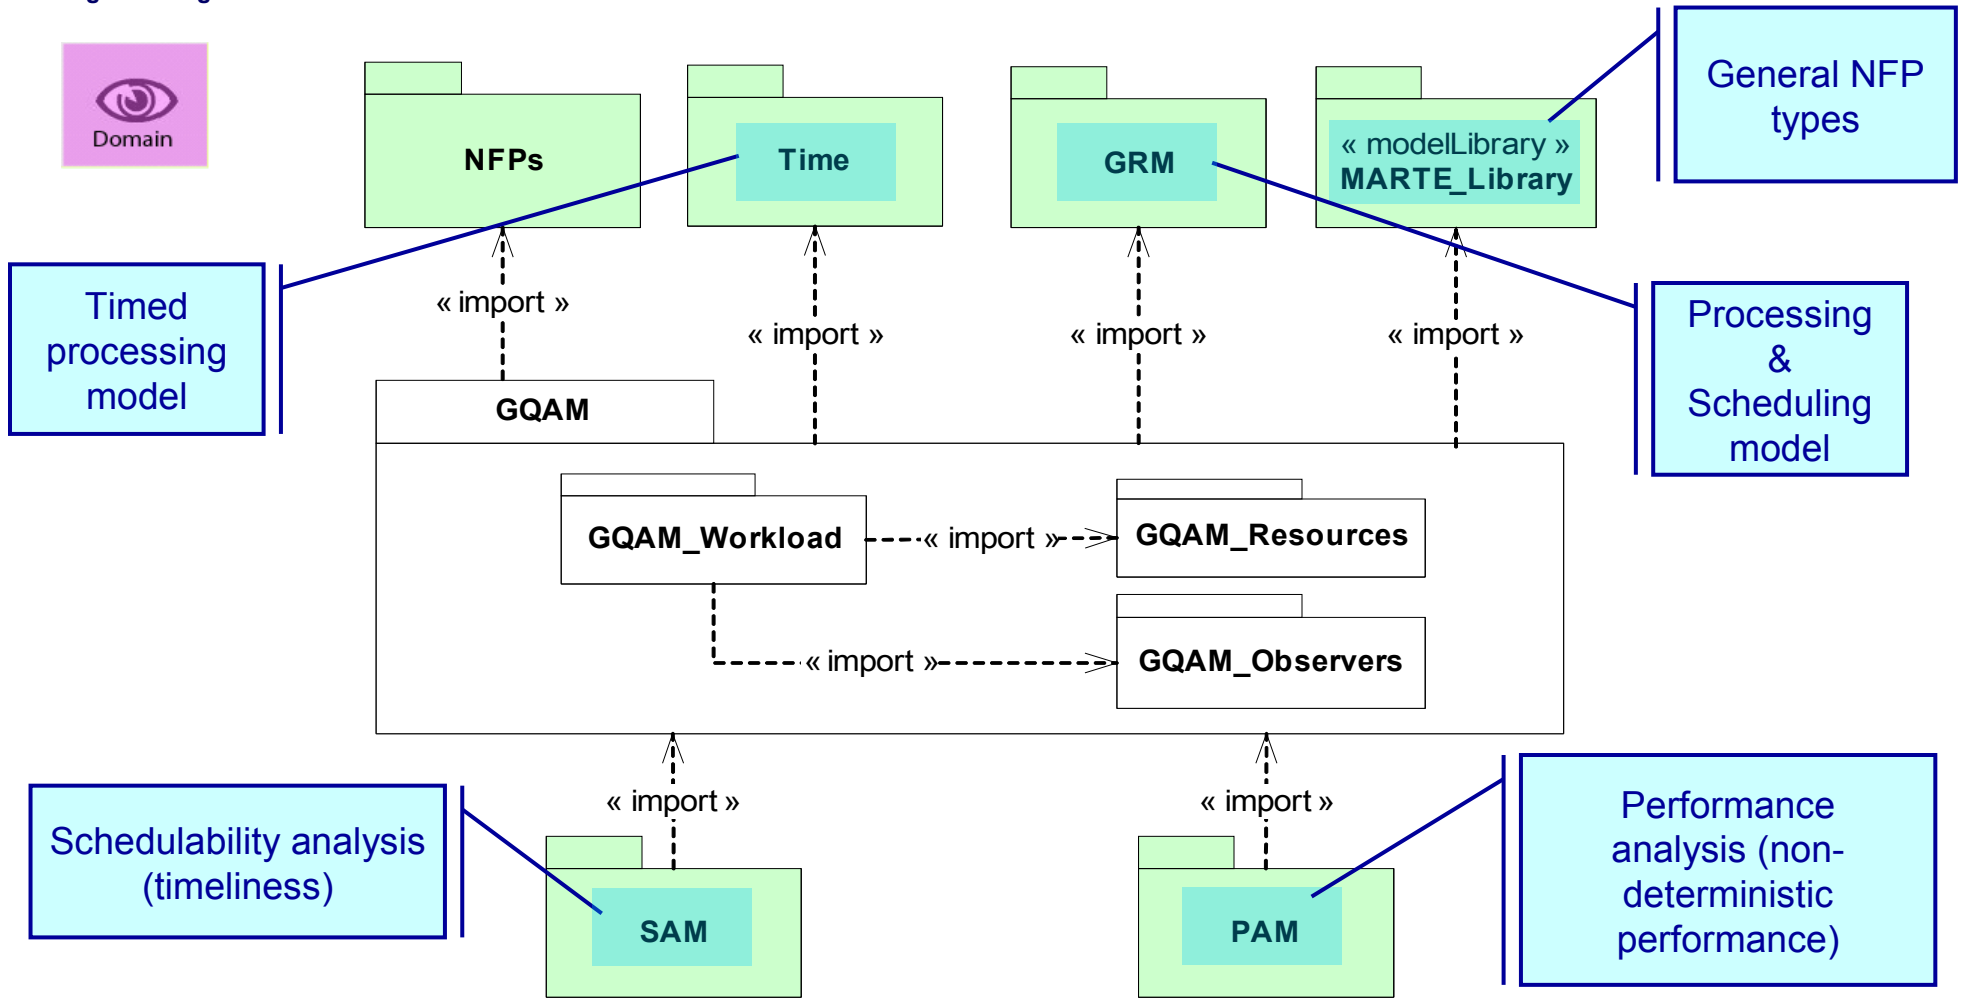 General NFP
types
Domain
NFPs
Time
GRM
« modelLibrary »
MARTE_Library
Timed
processing
model
« import »
« import »
« import »
« import »
Processing
&
Scheduling
model
GQAM
GQAM_Workload
« import »
GQAM_Resources
« import »
GQAM_Observers
« import »
« import »
Schedulability analysis
(timeliness)
SAM
PAM
Performance
analysis (non-
deterministic
performance)